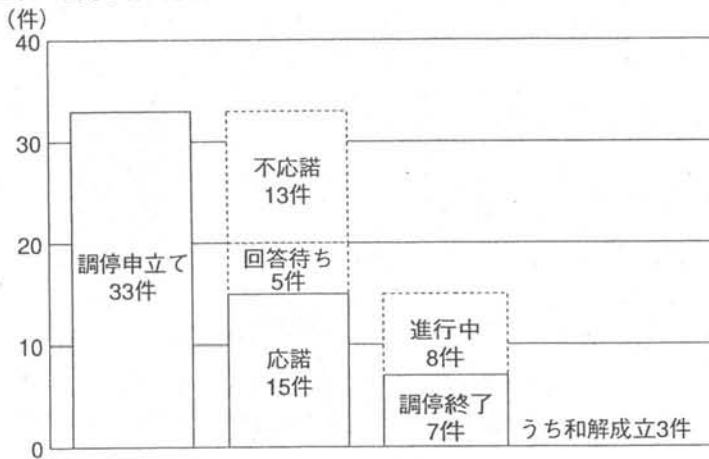 (件)
40
30
20
10
0
調停申立て
33件
不応諾
13件
回答待ち
5件
応諾
15件
進行中
8件
調停終了
7件
うち和解成立3件